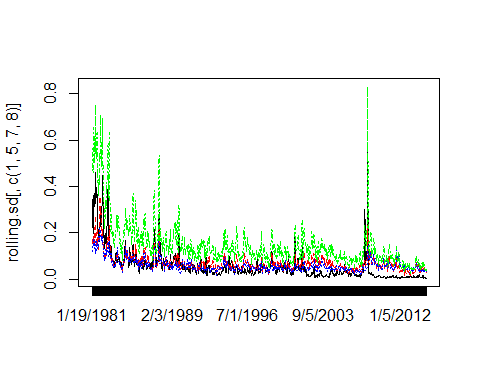 rolling.sd[, c(1, 5, 7, 8)]
0.8
0.6
0.4
0.2
0.0
1/19/1981 2/3/1989 7/1/1996 9/5/2003 1/5/2012